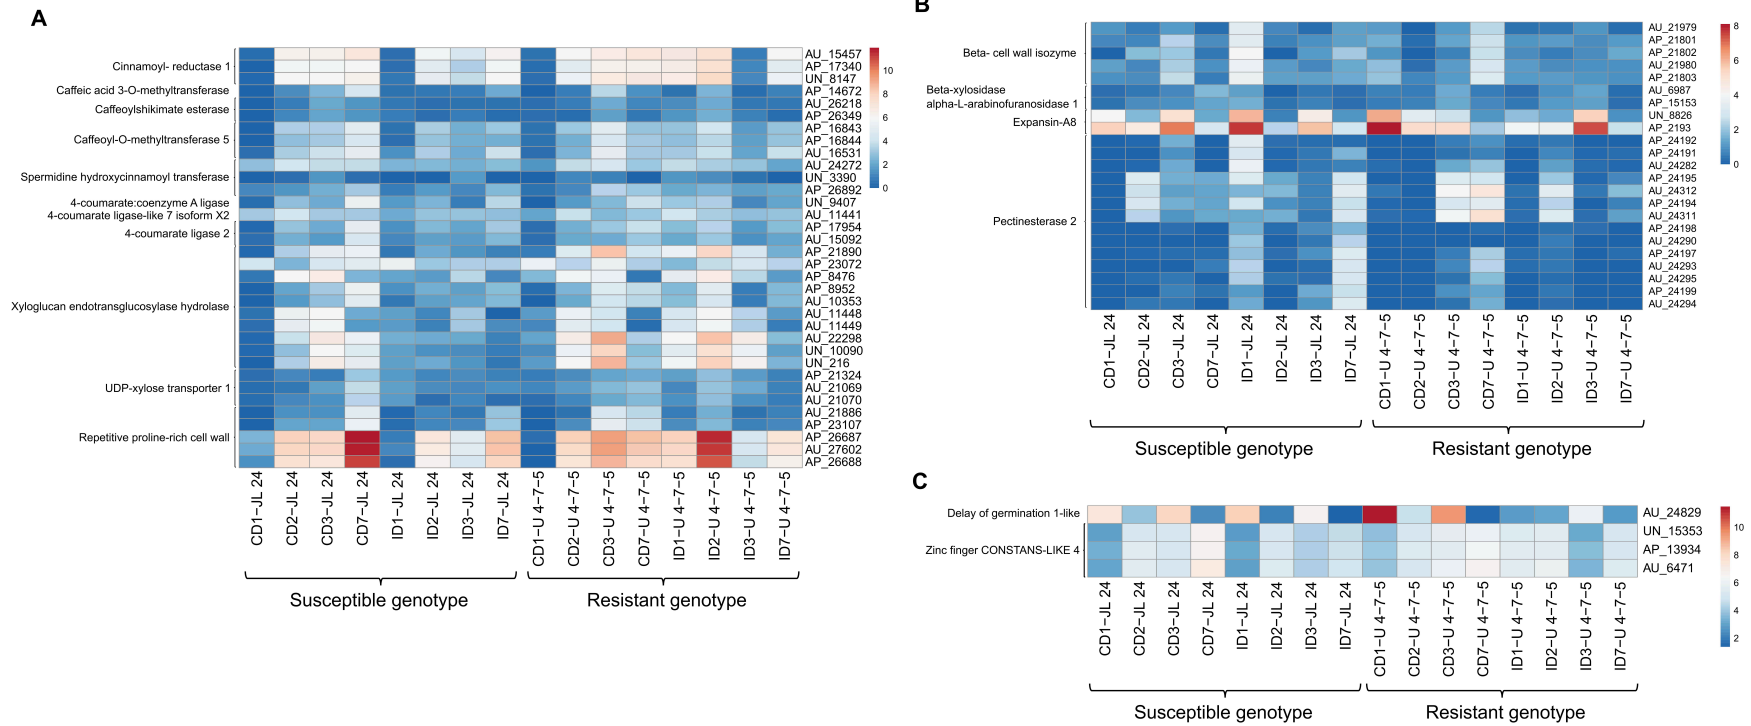 A
Cinnamoyl- reductase 1
Caffeic acid 3-O-methyltransferase
Caffeoylshikimate esterase
Caffeoyl-O-methyltransferase 5
Spermidine hydroxycinnamoyl transferase
4-coumarate:coenzyme A ligase
4-coumarate ligase-like 7 isoform X2
4-coumarate ligase 2
Xyloglucan endotransglucosylase hydrolase
UDP-xylose transporter 1
Repetitive proline-rich cell wall
AU_15457
AP_17340
UN_8147
AP_14672
AU_26218
AP_26349
AP_16843
AP_16844
AU_16531
AU_24272
UN_3390
AP_26892
UN_9407
AU_11441
AP_17954
AU_15092
AP_21890
AP_23072
AP_8476
AP_8952
AU_10353
AU_11448
AU_11449
AU_22298
UN_10090
UN_216
AP_21324
AU_21069
AU_21070
AU_21886
AP_23107
AP_26687
AU_27602
AP_26688
10
8
6
4
2
0
CD1−JL 24
CD2−JL 24
CD3−JL 24
CD7−JL 24
ID1−JL 24
ID2−JL 24
ID3−JL 24
ID7−JL 24
CD1−U 4−7−5
CD2−U 4−7−5
CD3−U 4−7−5
CD7−U 4−7−5
ID1−U 4−7−5
ID2−U 4−7−5
ID3−U 4−7−5
ID7−U 4−7−5
Susceptible genotype
Resistant genotype
B
Beta- cell wall isozyme
Beta-xylosidase
alpha-L-arabinofuranosidase 1
Expansin-A8
Pectinesterase 2
AU_21979
AP_21801
AP_21802
AU_21980
AP_21803
AU_6987
AP_15153
UN_8826
AP_2193
AP_24192
AP_24191
AU_24282
AP_24195
AU_24312
AP_24194
AU_24311
AP_24198
AU_24290
AP_24197
AU_24293
AU_24295
AP_24199
AU_24294
8
6
4
2
0
CD1−JL 24
CD2−JL 24
CD3−JL 24
CD7−JL 24
ID1−JL 24
ID2−JL 24
ID3−JL 24
ID7−JL 24
CD1−U 4−7−5
CD2−U 4−7−5
CD3−U 4−7−5
CD7−U 4−7−5
ID1−U 4−7−5
ID2−U 4−7−5
ID3−U 4−7−5
ID7−U 4−7−5
Susceptible genotype
Resistant genotype
C
Delay of germination 1-like
Zinc finger CONSTANS-LIKE 4
AU_24829
UN_15353
AP_13934
AU_6471
10
8
6
4
2
CD1−JL 24
CD2−JL 24
CD3−JL 24
CD7−JL 24
ID1−JL 24
ID2−JL 24
ID3−JL 24
ID7−JL 24
CD1−U 4−7−5
CD2−U 4−7−5
CD3−U 4−7−5
CD7−U 4−7−5
ID1−U 4−7−5
ID2−U 4−7−5
ID3−U 4−7−5
ID7−U 4−7−5
Susceptible genotype
Resistant genotype